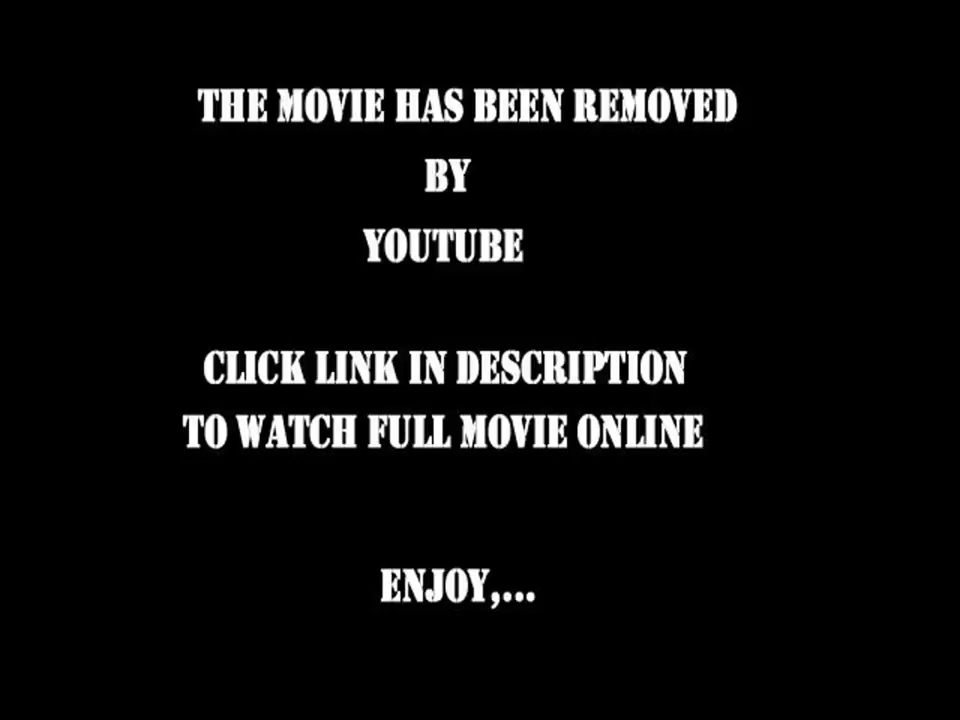 THE MOVIE HAS BEEN REMOVED
BY
YOUTUBE
CLICK LINK IN DESCRIPTION
TO WATCH FULL MOVIE ONLINE
ENJOY,...